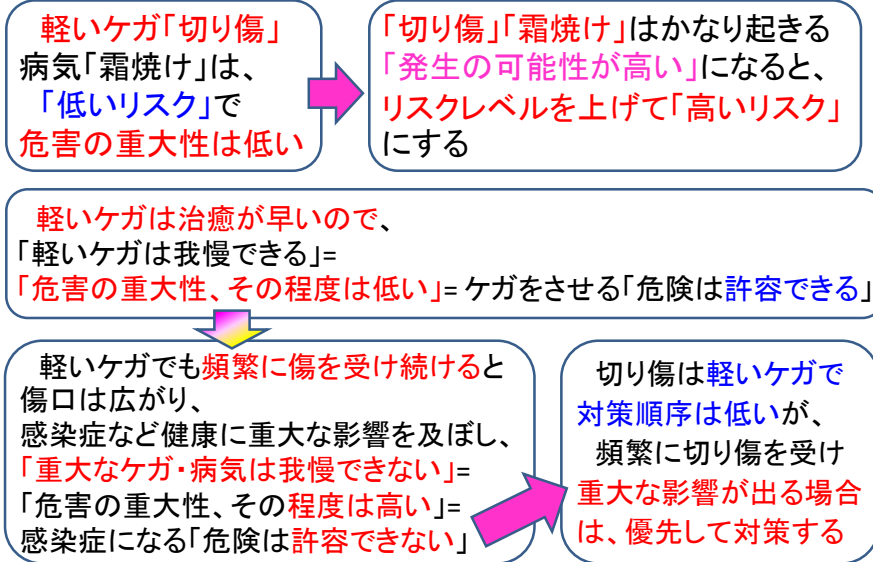 軽いケガ「切り傷」
病気「霜焼け」は、
「低いリスク」で
危害の重大性は低い
「切り傷」「霜焼け」はかなり起きる
「発生の可能性が高い」になると、
リスクレベルを上げて「高いリスク」
にする
軽いケガは治癒が早いので、
「軽いケガは我慢できる」=
「危害の重大性、その程度は低い」= ケガをさせる「危険は許容できる」
軽いケガでも頻繁に傷を受け続けると
傷口は広がり、
感染症など健康に重大な影響を及ぼし、
「重大なケガ・病気は我慢できない」=
「危害の重大性、その程度は高い」=
感染症になる「危険は許容できない」
切り傷は軽いケガで
対策順序は低いが、
頻繁に切り傷を受け
重大な影響が出る場合
は、優先して対策する